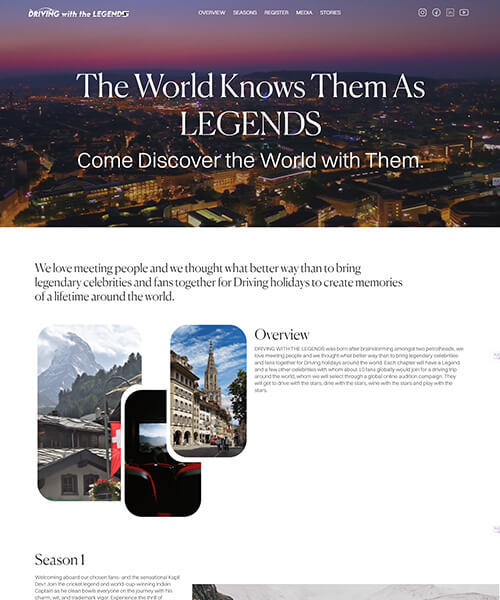 DRIVING with the LEGENDS
OVERVIEW SEASONS REGISTER MEDIA STORIES
The World Knows Them As
LEGENDS
Come Discover the World with Them.
We love meeting people and we thought what better way than to bring
legendary celebrities and fans together for Driving holidays to create memories
of a lifetime around the world.
Overview
DRIVING WITH THE LEGENDS was born after brainstorming amongst two petrolheads, we
love meeting people and we thought what better way than to bring legendary celebrities
and fans together for Driving holidays around the world. Each chapter will have a Legend
and a few other celebrities with whom about 10 fans globally would join for a driving trip
around the world, whom we will select through a global online audition campaign. They
will got to drive with the stars, dine with the stars, wine with the stars and play with the
stars.
Season 1
Welcoming aboard our chosen fans- and the sensational Kapil
Dev! Join the cricket legend and world-cup-winning Indian
Captain as he clean bowls everyone on the journey with his
charm, wit, and trademark vigor. Experience the thrill of